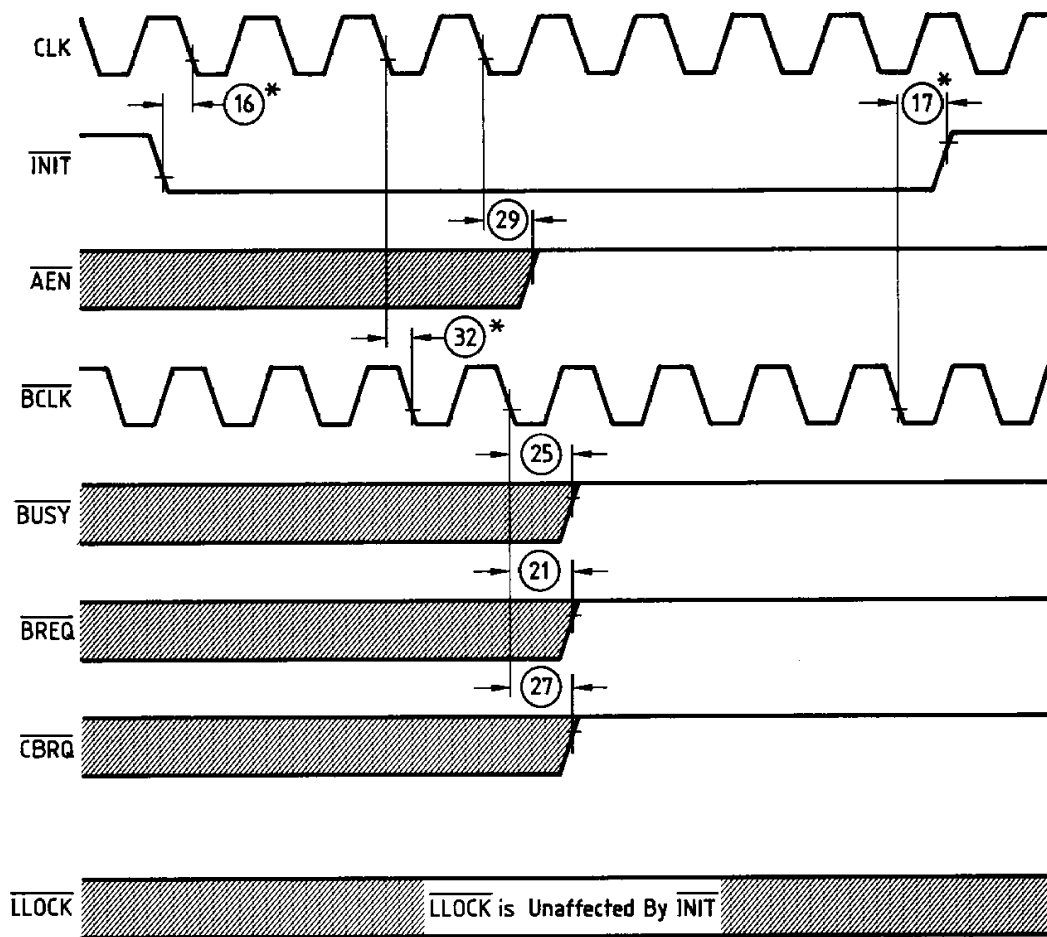 CLK
16*
17*
INIT
29
AEN
32*
BCLK
25
BUSY
21
BREQ
27
CBRQ
LLOCK
LLOCK is Unaffected By INIT